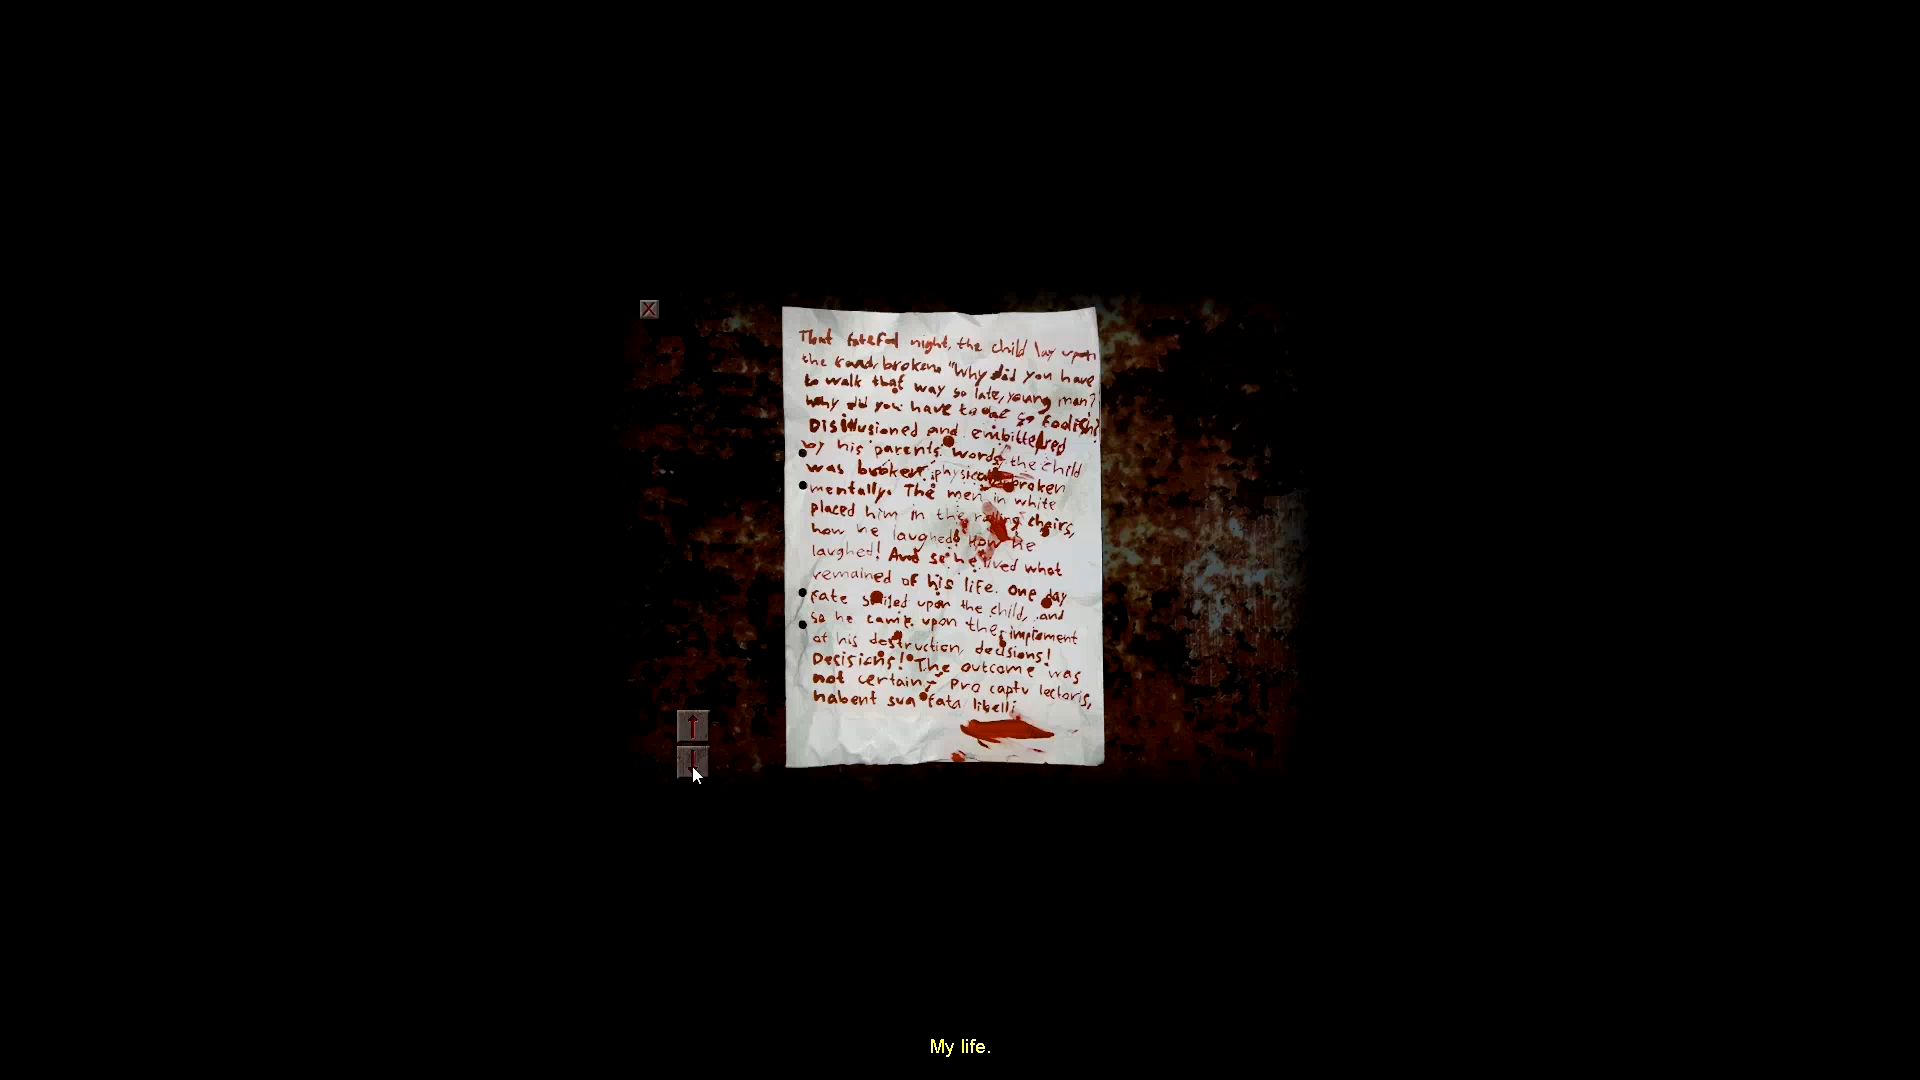 That fateful night, the child lay upon
the road, broken. "Why did you have
to walk that way so late, young man?
Why did you have to be so foolish?
Disillusioned and embittered
by his parents words, the child
was broken physically, broken
mentally. The men in white
placed him in the rolling chairs,
how he laughed! How he
laughed! And so he lived what
remained of his life. One day
fate smiled upon the child, and
so he came upon the implement
of his destruction, decisions!
Decisions! The outcome was
not certain - Pro captu lectoris,
habent sua fata libelli
My life.